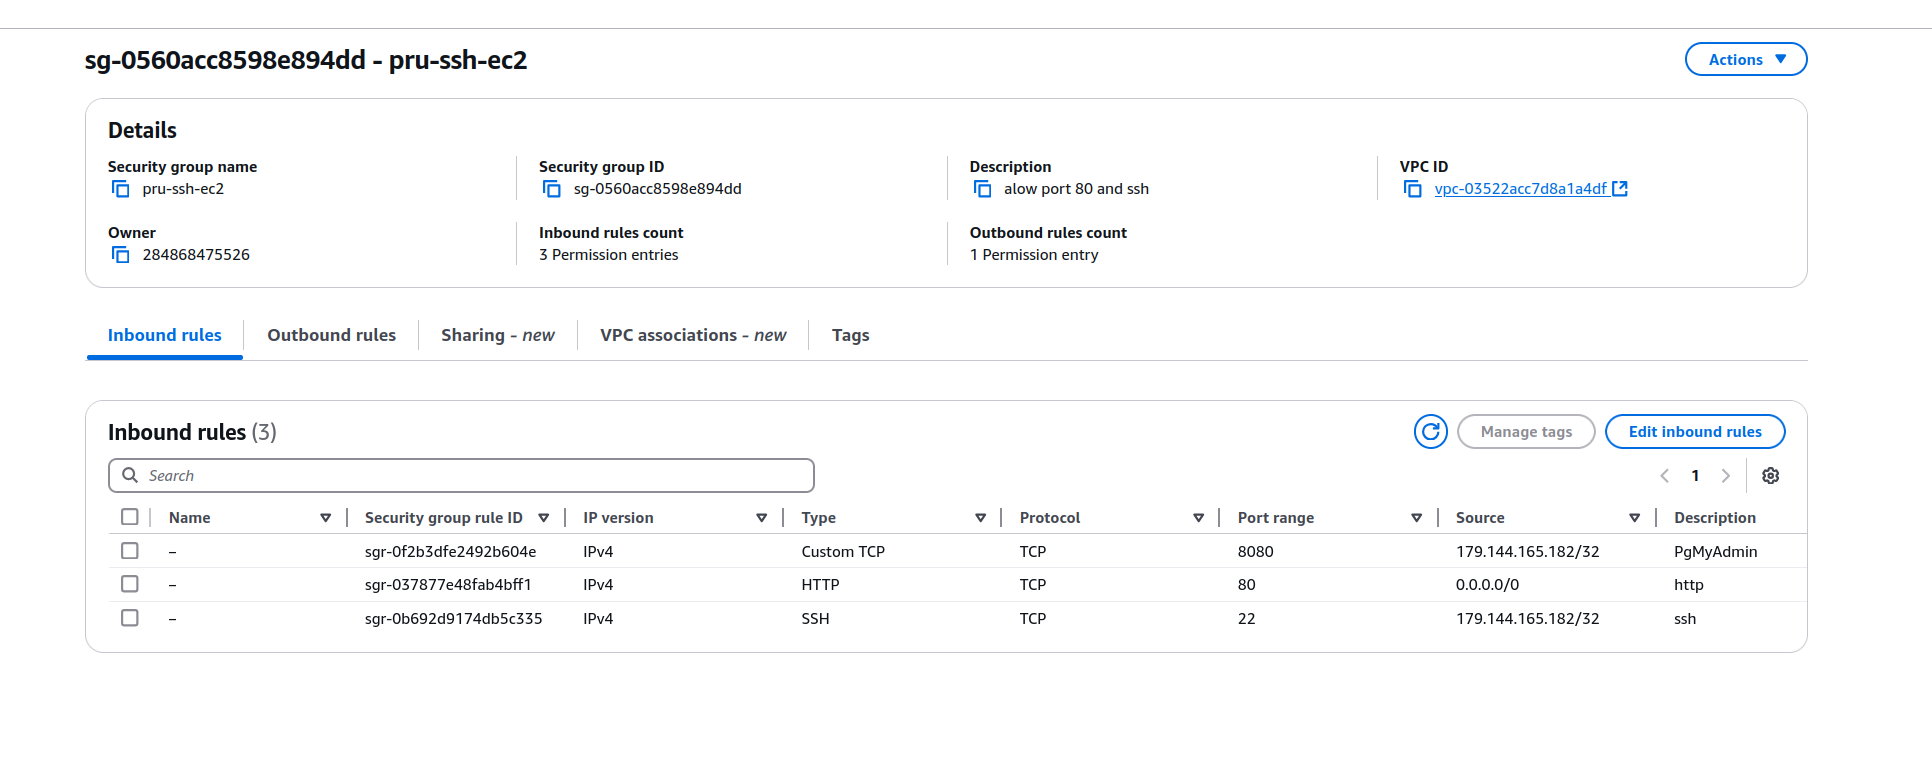 sg-0560acc8598e894dd - pru-ssh-ec2
Actions
Details
Security group name
pru-ssh-ec2
Security group ID
sg-0560acc8598e894dd
Description
alow port 80 and ssh
VPC ID
vpc-03522acc7d8a1a4df
Owner
284868475526
Inbound rules count
3 Permission entries
Outbound rules count
1 Permission entry
Inbound rules
Outbound rules
Sharing - new
VPC associations - new
Tags
Inbound rules (3)
Manage tags
Edit inbound rules
Search
1
Name Security group rule ID IP version Type Protocol Port range Source Description
– sgr-0f2b3dfe2492b604e IPv4 Custom TCP TCP 8080 179.144.165.182/32 PgMyAdmin
– sgr-037877e48fab4bff1 IPv4 HTTP TCP 80 0.0.0.0/0 http
– sgr-0b692d9174db5c335 IPv4 SSH TCP 22 179.144.165.182/32 ssh